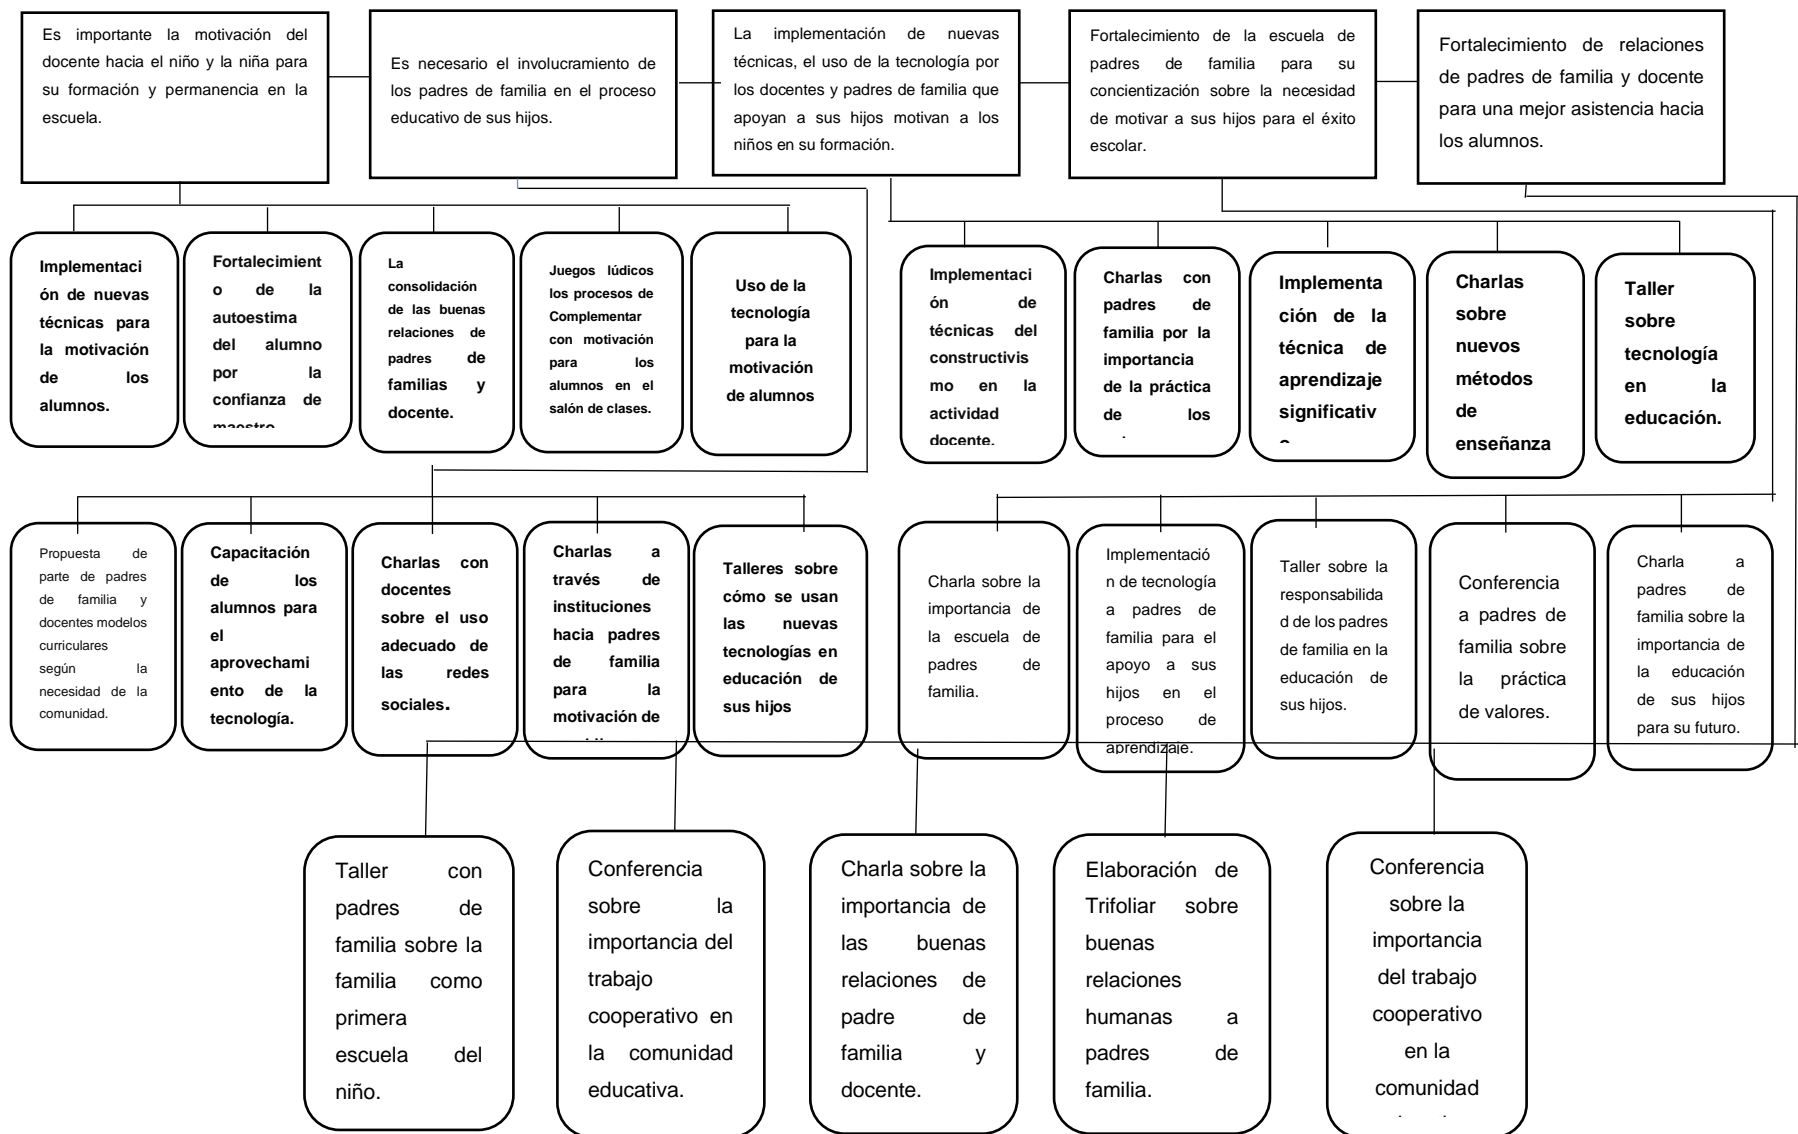 Es importante la motivación del
docente hacia el niño y la niña para
su formación y permanencia en la
escuela.
Es necesario el involucramiento de
los padres de familia en el proceso
educativo de sus hijos.
La implementación de nuevas
técnicas, el uso de la tecnología por
los docentes y padres de familia que
apoyan a sus hijos motivan a los
niños en su formación.
Fortalecimiento de la escuela de
padres de familia para su
concientización sobre la necesidad
de motivar a sus hijos para el éxito
escolar.
Fortalecimiento de relaciones
de padres de familia y docente
para una mejor asistencia hacia
los alumnos.
Implementaci
ón de nuevas
técnicas para
la motivación
de los
alumnos.
Fortalecimient
o de la
autoestima
del alumno
por la
confianza de
maestro
La
consolidación
de las buenas
relaciones de
padres de
familias y
docente.
Juegos lúdicos
los procesos de
Complementar
con motivación
para los
alumnos en el
salón de clases.
Uso de la
tecnología
para la
motivación
de alumnos
Implementaci
ón de
técnicas del
constructivis
mo en la
actividad
docente.
Charlas con
padres de
familia por la
importancia
de la práctica
de los
Implementa
ción de la
técnica de
aprendizaje
significativ
Charlas
sobre
nuevos
métodos
de
enseñanza
Taller
sobre
tecnología
en la
educación.
Propuesta de
parte de padres
de familia y
docentes modelos
curriculares
según la
necesidad de la
comunidad.
Capacitación
de los
alumnos para
el
aprovechami
ento de la
tecnología.
Charlas con
docentes
sobre el uso
adecuado de
las redes
sociales.
Charlas a
través de
instituciones
hacia padres
de familia
para la
motivación de
Talleres sobre
cómo se usan
las nuevas
tecnologías en
educación de
sus hijos
Charla sobre la
importancia de
la escuela de
padres de
familia.
Implementació
n de tecnología
a padres de
familia para el
apoyo a sus
hijos en el
proceso de
aprendizaje.
Taller sobre la
responsabilida
d de los padres
de familia en la
educación de
sus hijos.
Conferencia
a padres de
familia sobre
la práctica
de valores.
Charla a
padres de
familia sobre la
importancia de
la educación
de sus hijos
para su futuro.
Taller con
padres de
familia sobre la
familia como
primera
escuela del
niño.
Conferencia
sobre la
importancia del
trabajo
cooperativo en
la comunidad
educativa.
Charla sobre la
importancia de
las buenas
relaciones de
padre de
familia y
docente.
Elaboración de
Trifoliar sobre
buenas
relaciones
humanas a
padres de
familia.
Conferencia
sobre la
importancia
del trabajo
cooperativo
en la
comunidad